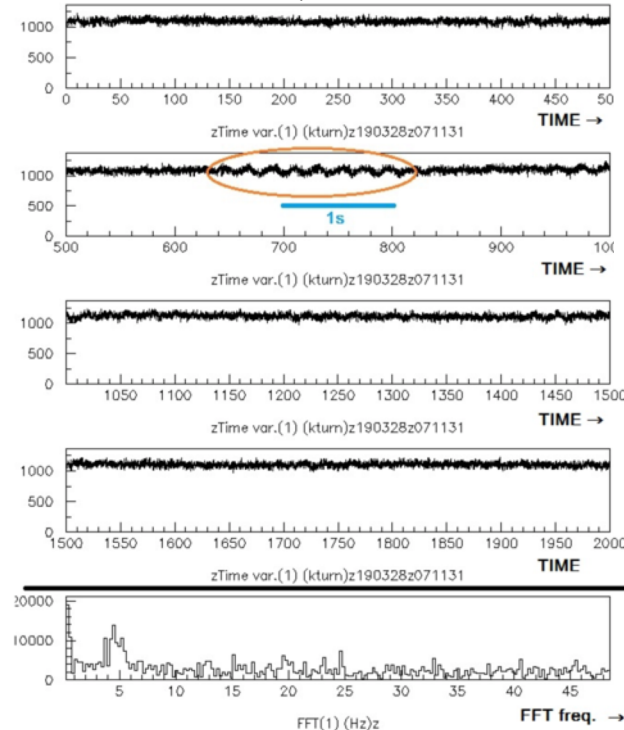 1000
500
0
0 50 100 150 200 250 300 350 400 450 50
zTime var.(1) (kturn)z190328z071131
TIME →
1000
500
0
1s
500 600 700 800 900 100
zTime var.(1) (kturn)z190328z071131
TIME →
1000
500
0
1050 1100 1150 1200 1250 1300 1350 1400 1450 1500
zTime var.(1) (kturn)z190328z071131
TIME →
1000
500
0
1500 1550 1600 1650 1700 1750 1800 1850 1900 1950 2000
zTime var.(1) (kturn)z190328z071131
TIME
20000
10000
0
5 10 15 20 25 30 35 40 45
FFT(1) (Hz)z
FFT freq. →